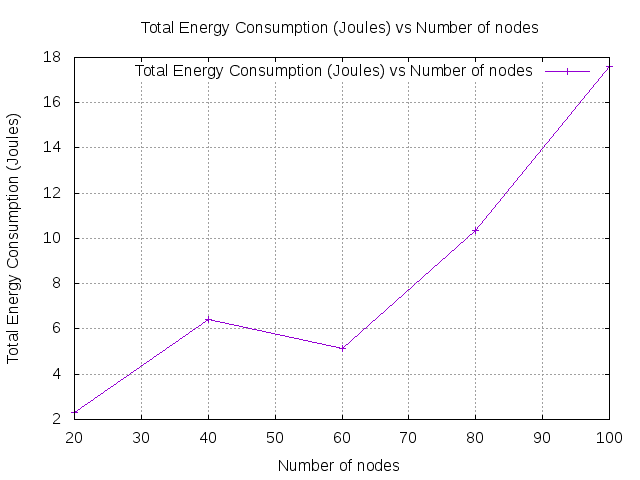 Total Energy Consumption (Joules) vs Number of nodes
Total Energy Consumption (Joules) vs Number of nodes
18
16
14
12
10
8
6
4
2
Total Energy Consumption (Joules)
20 30 40 50 60 70 80 90 100
Number of nodes